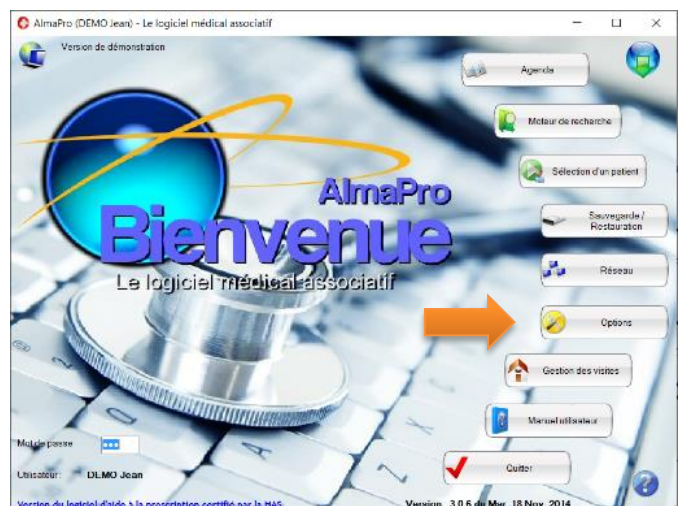 AlmaPro (DEMO Jean) - Le logiciel médical associatif
Version de démonstration
Agenda
Moteur de recherche
Sélection d'un patient
AlmaPro
Bienvenue
Le logiciel médical associatif
Sauvegarde /
Restauration
Réseau
Options
Gestion des visites
Manuel utilisateur
Mot de passe
Utilisateur: DEMO Jean
Quitter
Version du logiciel d'aide à la prescription certifié par la HAS:
Version 3.0.6 du Mar. 18 Nov. 2014